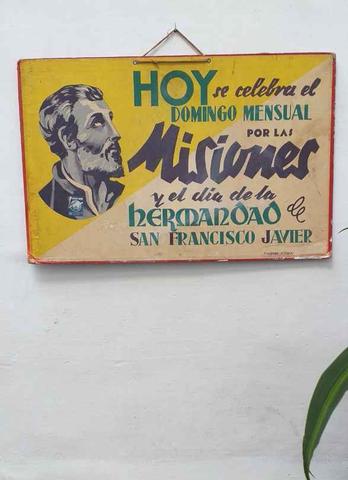 HOY se celebra el
DOMINGO MENSUAL
POR LAS
Misiones
y el día de la
HERMANDAD de
SAN FRANCISCO JAVIER